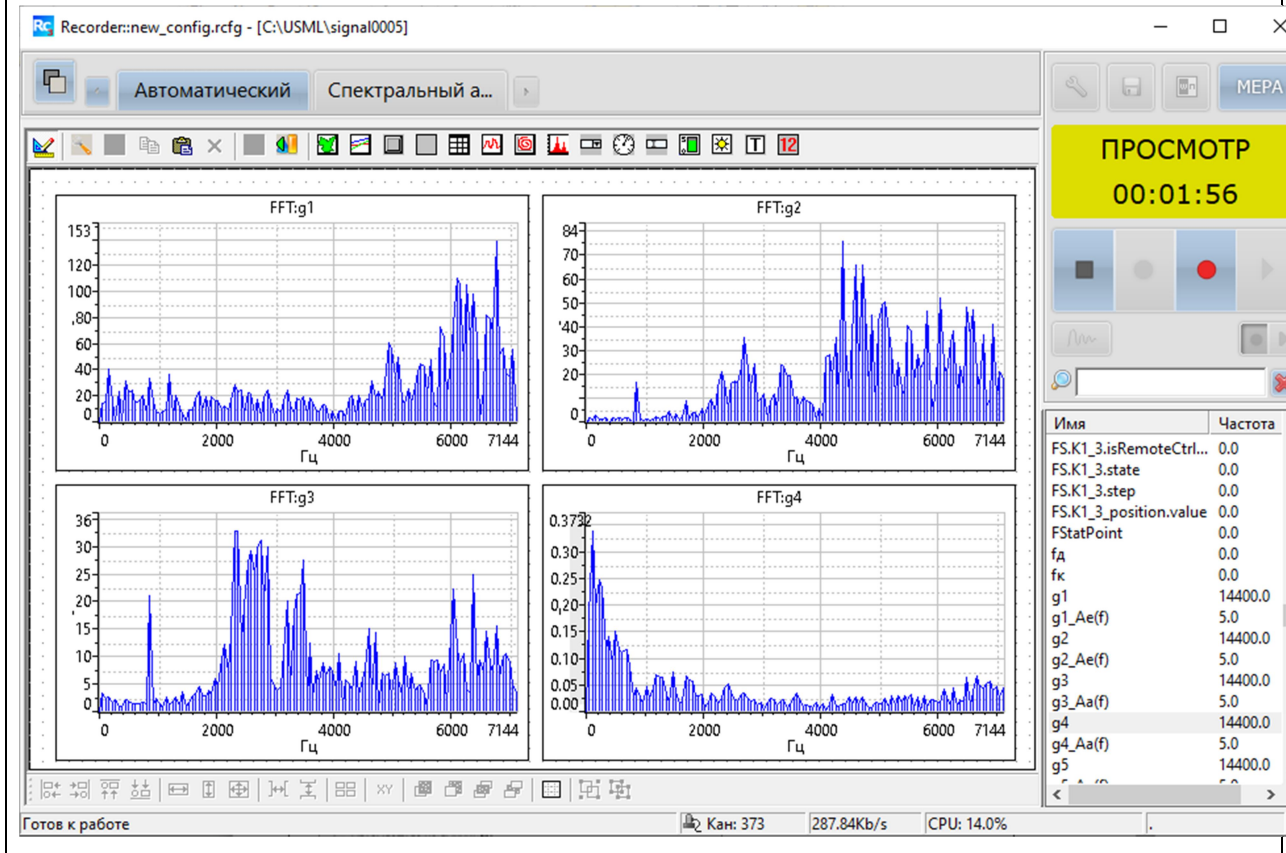 Rc Recorder::new_config.rcfg - [C:\USML\signal0005]
Автоматический
Спектральный а...
МЕРА
T 12
ПРОСМОТР
00:01:56
FFT:g1
153
120
100
80
60
40
20
0
0 2000 4000 6000 7144
Гц
FFT:g2
84
70
60
50
40
30
20
0
0 2000 4000 6000 7144
Гц
FFT:g3
36
30
25
20
15
10
5
0
0 2000 4000 6000 7144
Гц
FFT:g4
0.3732
0.30
0.25
0.20
0.15
0.10
0.05
0.00
0 2000 4000 6000 7144
Гц
Имя Частота
FS.K1_3.isRemoteCtrl... 0.0
FS.K1_3.state 0.0
FS.K1_3.step 0.0
FS.K1_3_position.value 0.0
FStatPoint 0.0
fд 0.0
fк 0.0
g1 14400.0
g1_Ae(f) 5.0
g2 14400.0
g2_Ae(f) 5.0
g3 14400.0
g3_Aa(f) 5.0
g4 14400.0
g4_Aa(f) 5.0
g5 14400.0
XY
Готов к работе
Кан: 373
287.84Kb/s
CPU: 14.0%